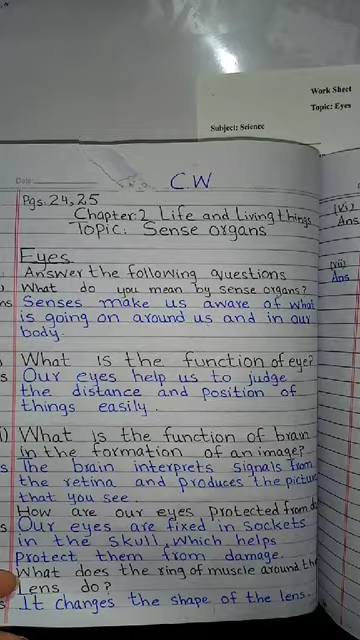 Work Sheet
Topic: Eyes
Subject: Science
Date:
C.W
Pgs: 24,25
Chapter:2 Life and Living things
Topic: Sense organs
Eyes
Answer the following questions
What do you mean by sense organs?
Senses make us aware of what
is going on around us and in our
body.
What is the function of eye?
Our eyes help us to judge
the distance and position of
things easily.
What is the function of brain
in the formation of an image?
The brain interprets signals from
the retina and produces the picture
that you see.
How are our eyes protected from
Our eyes are fixed in sockets
in the skull, which helps
protect them from damage.
What does the ring of muscle around the
Lens do?
It changes the shape of the lens.
(vi)
Ans
(vii)
Ans